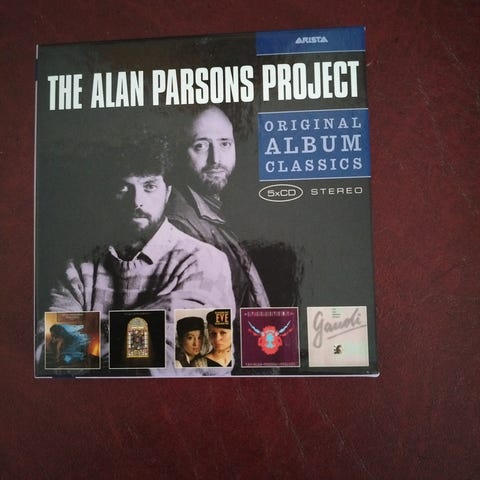 ARISTA
THE ALAN PARSONS PROJECT
ORIGINAL
ALBUM
CLASSICS
5xCD STEREO
EVE
Gaudi